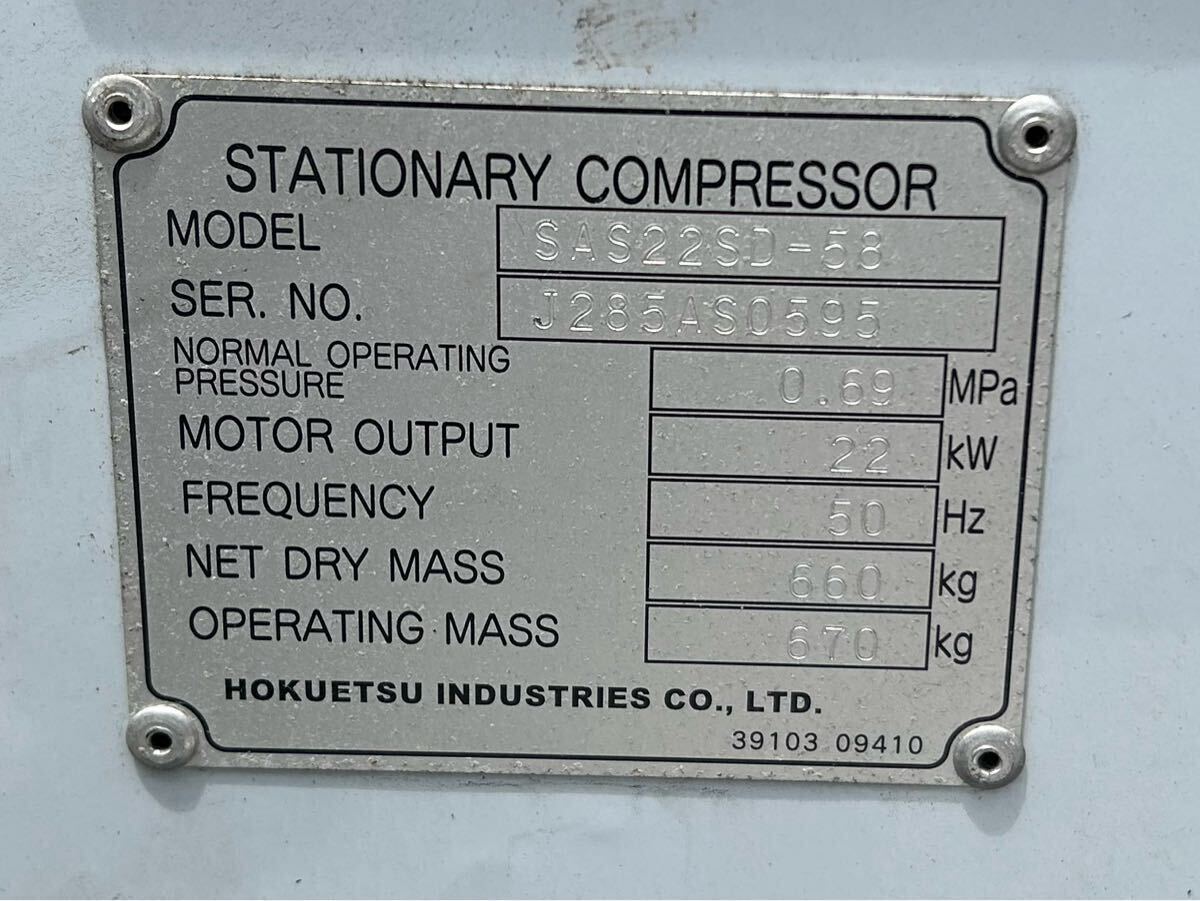 STATIONARY COMPRESSOR
MODEL SAS22SD-58
SER. NO. J285AS0595
NORMAL OPERATING
PRESSURE 0.69 MPa
MOTOR OUTPUT 22 kW
FREQUENCY 50 Hz
NET DRY MASS 660 kg
OPERATING MASS 670 kg
HOKUETSU INDUSTRIES CO., LTD.
39103 09410